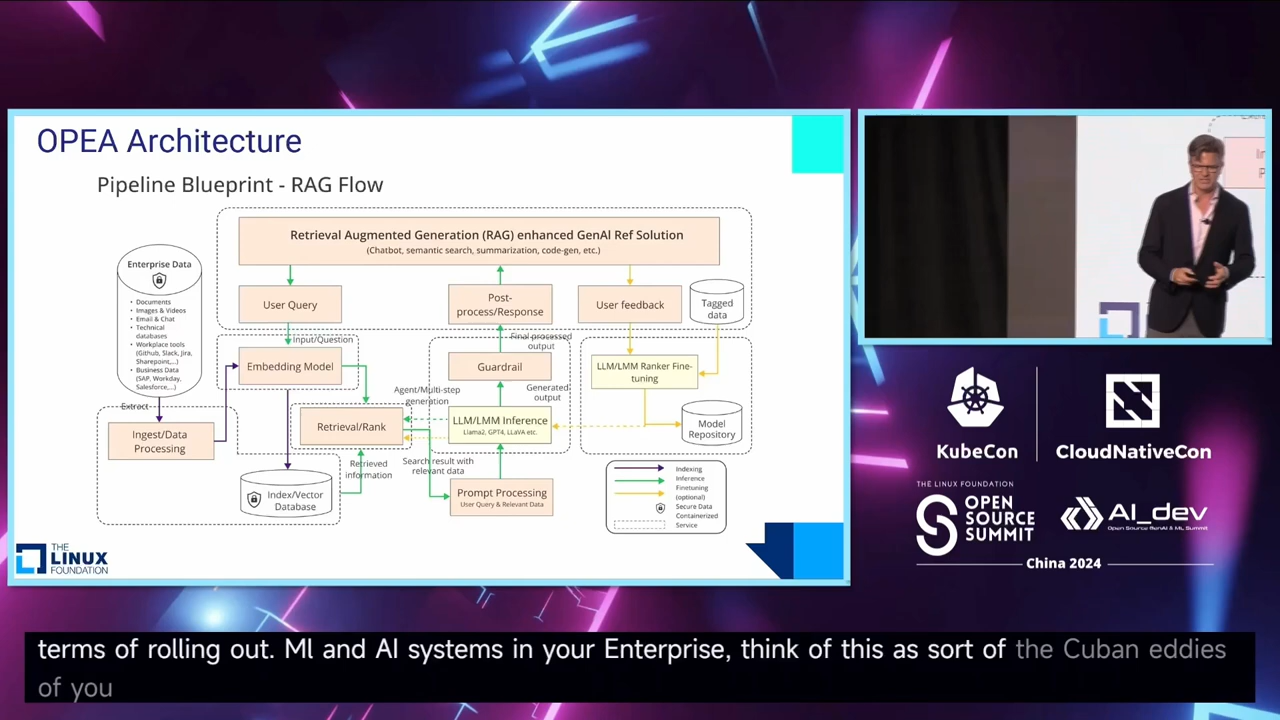 OPEA Architecture
Pipeline Blueprint - RAG Flow
Retrieval Augmented Generation (RAG) enhanced GenAI Ref Solution
(Chatbot, semantic search, summarization, code-gen, etc.)
Enterprise Data
• Documents
• Images & Videos
• Email & Chat
• Technical
databases
• Workplace tools
(Github, Slack, Jira,
Sharepoint,...)
• Business Data
(SAP, Workday,
Salesforce,...)
User Query
Post-
process/Response
User feedback
Tagged
data
Input/Question
Final processed
output
Embedding Model
Guardrail
LLM/LMM Ranker Fine-
tuning
Agent/Multi-step
generation
Generated
output
Extract
Ingest/Data
Processing
Retrieval/Rank
LLM/LMM Inference
Llama2, GPT4, LLaVA etc.
Model
Repository
Retrieved
information
Search result with
relevant data
Index/Vector
Database
Prompt Processing
User Query & Relevant Data
Indexing
Inference
Finetuning
(optional)
Secure Data
Containerized
Service
THE
LINUX
FOUNDATION
KubeCon
CloudNativeCon
THE LINUX FOUNDATION
OPEN
SOURCE
SUMMIT
AI_dev
Open Source GenAI & ML Summit
China 2024
terms of rolling out. Ml and AI systems in your Enterprise, think of this as sort of the Cuban eddies
of you